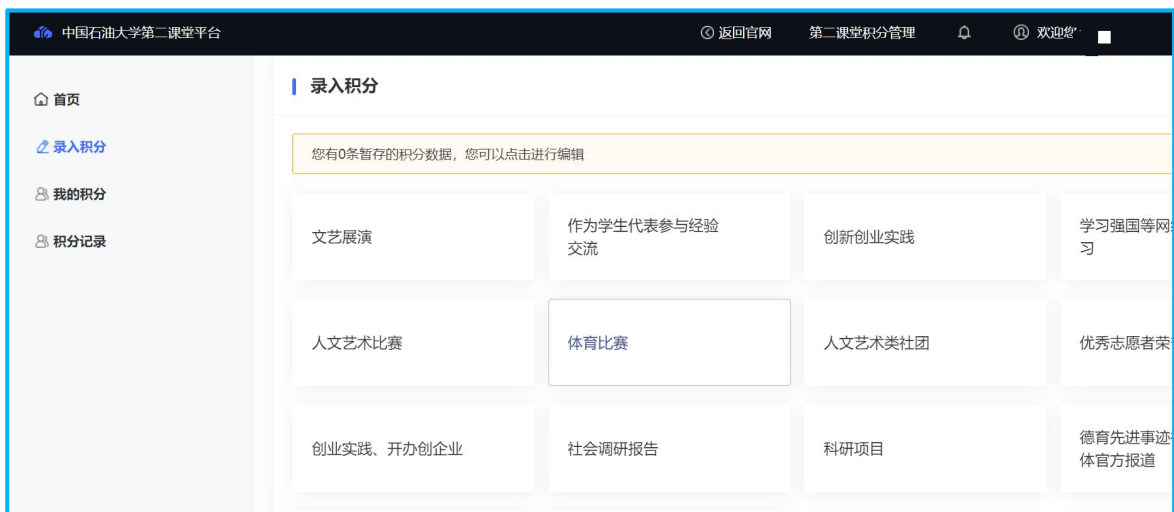 中国石油大学第二课堂平台
返回官网
第二课堂积分管理
欢迎您
首页
录入积分
我的积分
积分记录
录入积分
您有0条暂存的积分数据，您可以点击进行编辑
文艺展演
作为学生代表参与经验
交流
创新创业实践
学习强国等网
习
人文艺术比赛
体育比赛
人文艺术类社团
优秀志愿者荣
创业实践、开办创企业
社会调研报告
科研项目
德育先进事迹
体官方报道